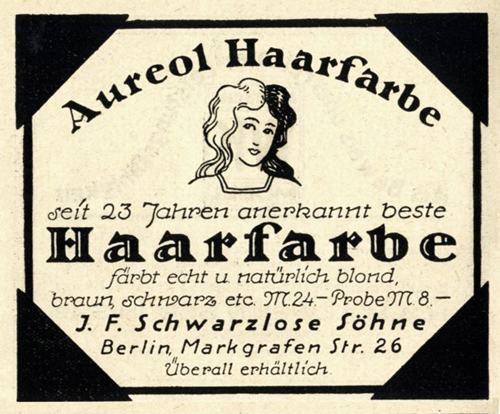 Aureol Haarfarbe
seit 23 Jahren anerkannt beste
Haarfarbe
färbt echt u. natürlich blond,
braun, schwarz etc. M. 24.- Probe M. 8.-
J. F. Schwarzlose Söhne
Berlin, Markgrafen Str. 26
Überall erhältlich.